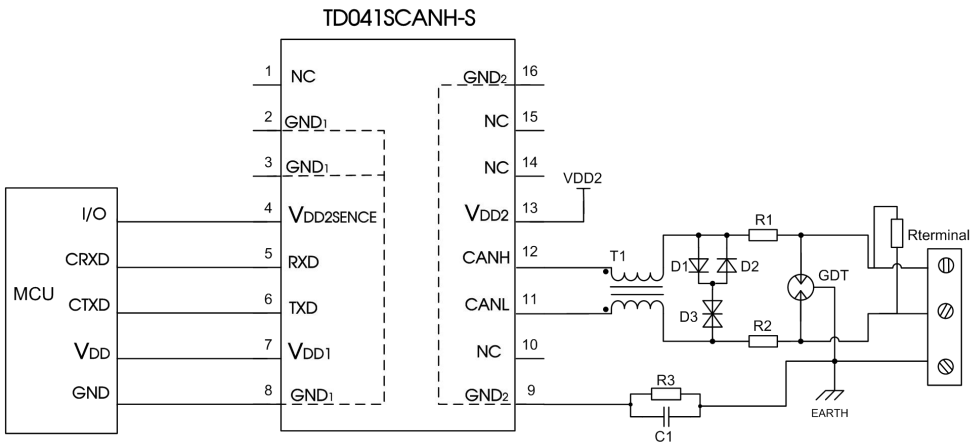 TD041SCANH-S
1 NC
2 GND1
3 GND1
4 VDD2SENCE
5 RXD
6 TXD
7 VDD1
8 GND1
GND2 16
NC 15
NC 14
VDD2 13
CANH 12
CANL 11
NC 10
GND2 9
MCU
I/O
CRXD
CTXD
VDD
GND
VDD2
T1
D1
D2
D3
R1
R2
GDT
Rterminal
R3
C1
EARTH